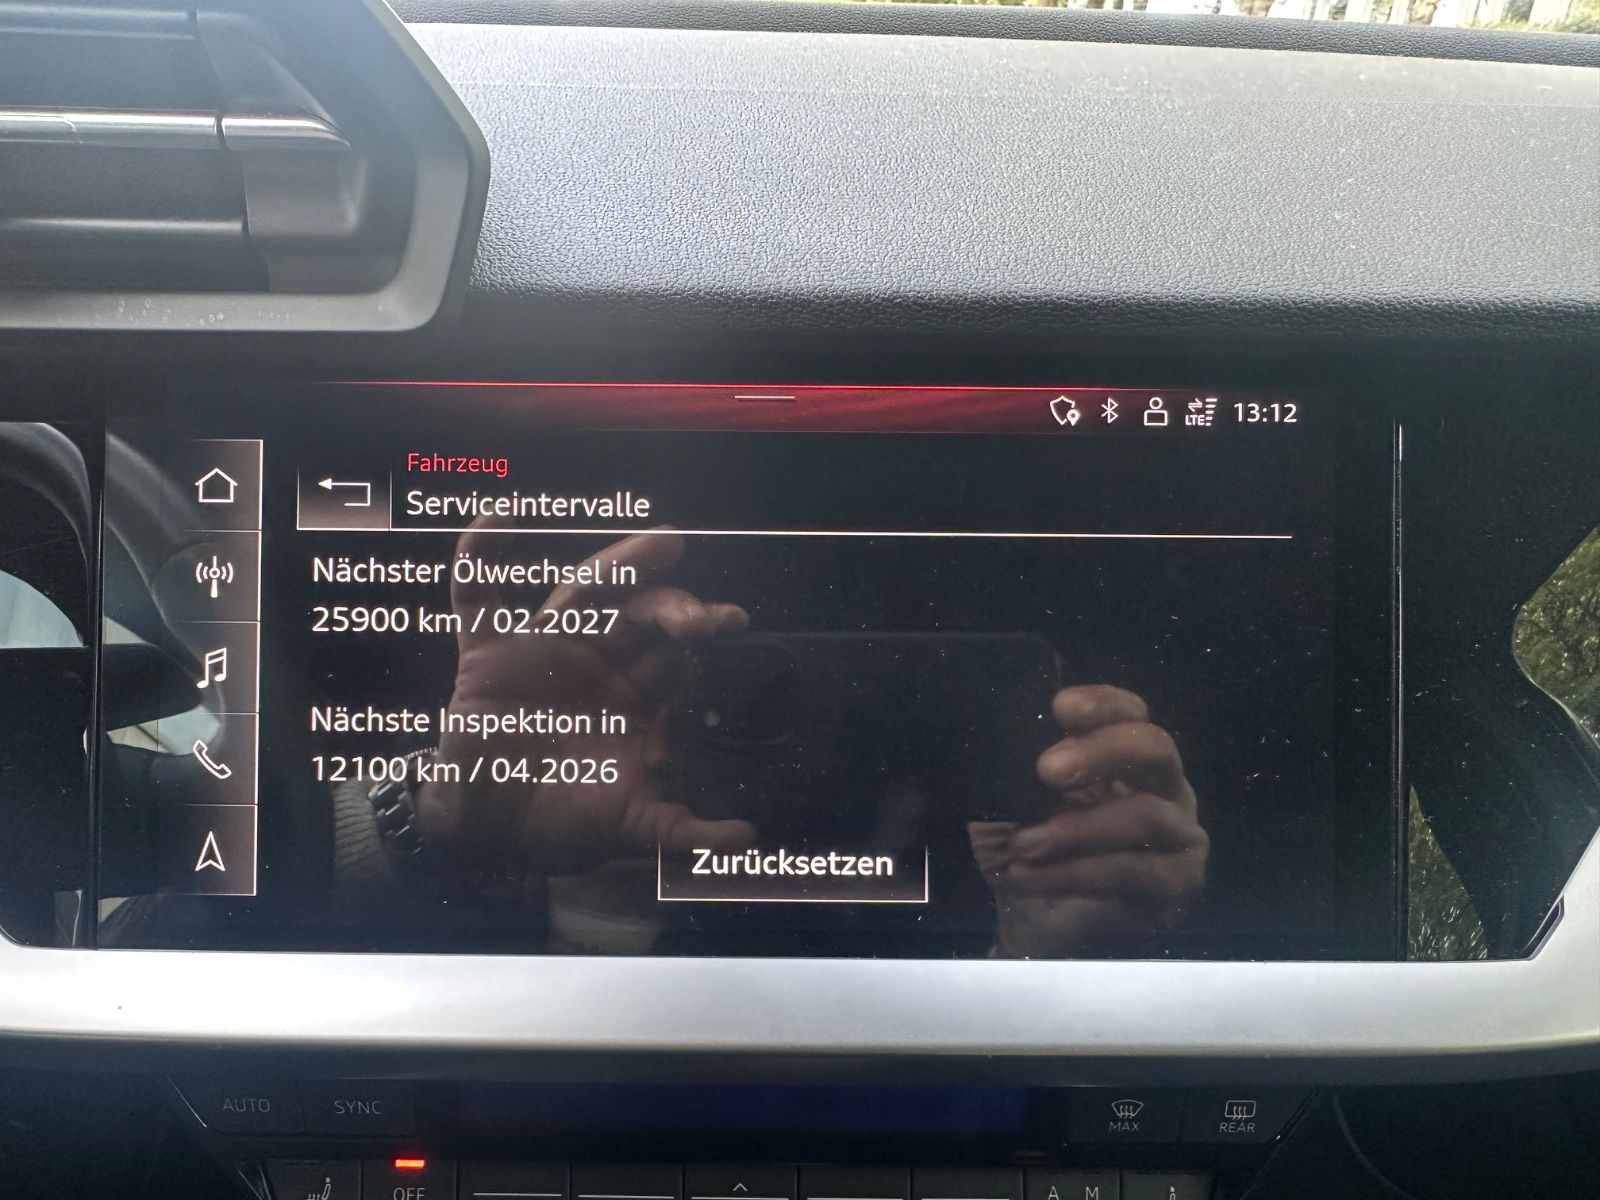 LTE
13:12
Fahrzeug
Serviceintervalle
Nächster Ölwechsel in
25900 km / 02.2027
Nächste Inspektion in
12100 km / 04.2026
Zurücksetzen
AUTO
SYNC
MAX
REAR
OFF
A
M